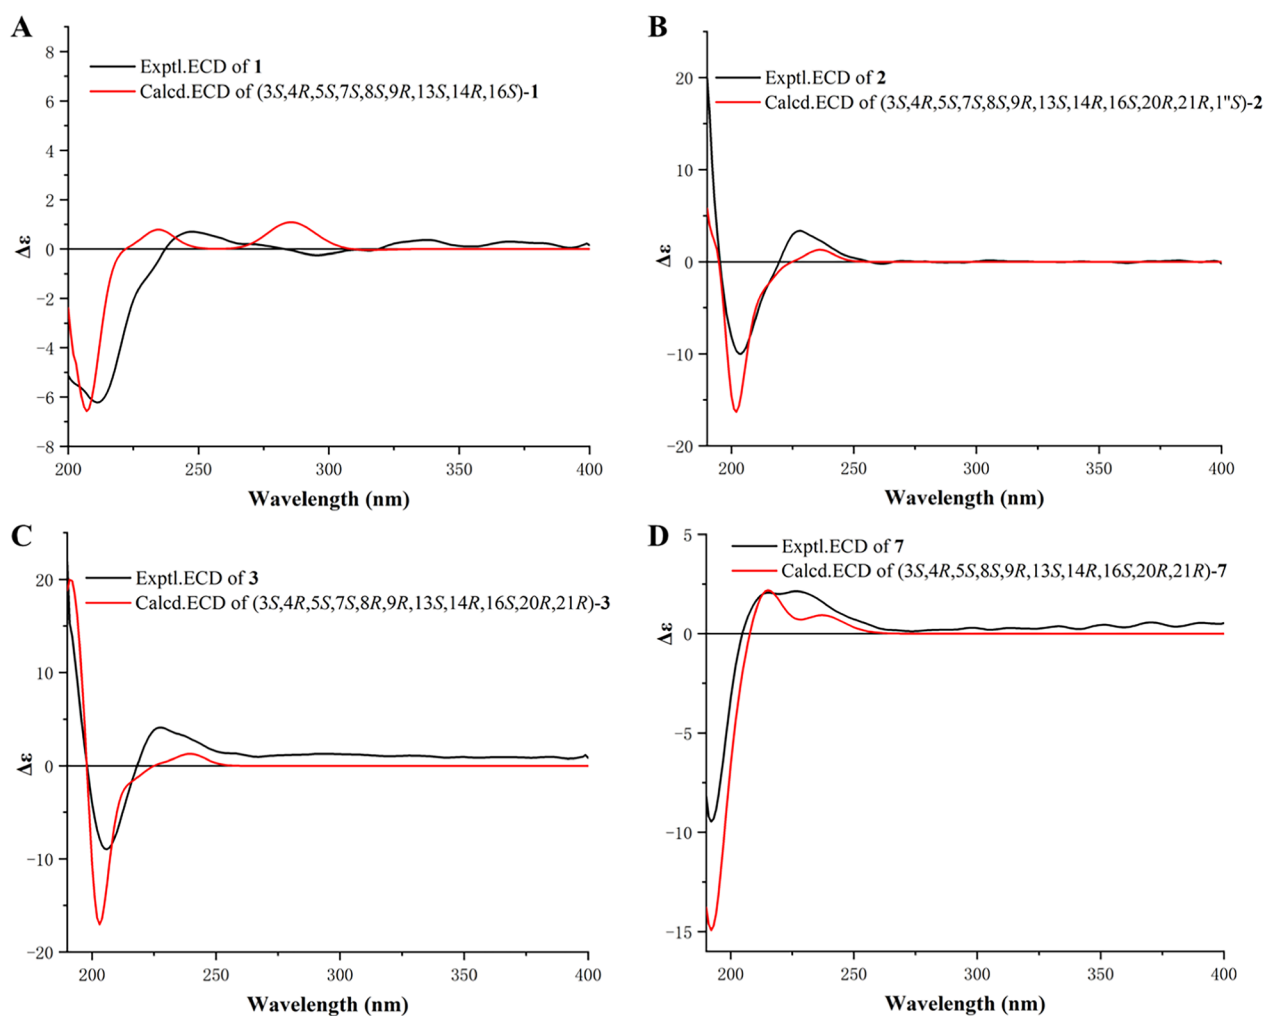 A
Exptl.ECD of 1
Calcd.ECD of (3S,4R,5S,7S,8S,9R,13S,14R,16S)-1
8
6
4
2
0
−2
−4
−6
−8
Δε
200 250 300 350 400
Wavelength (nm)
B
Exptl.ECD of 2
Calcd.ECD of (3S,4R,5S,7S,8S,9R,13S,14R,16S,20R,21R,1"S)-2
20
10
0
−10
−20
Δε
200 250 300 350 400
Wavelength (nm)
C
Exptl.ECD of 3
Calcd.ECD of (3S,4R,5S,7S,8R,9R,13S,14R,16S,20R,21R)-3
20
10
0
−10
−20
Δε
200 250 300 350 400
Wavelength (nm)
D
Exptl.ECD of 7
Calcd.ECD of (3S,4R,5S,8S,9R,13S,14R,16S,20R,21R)-7
5
0
−5
−10
−15
Δε
200 250 300 350 400
Wavelength (nm)